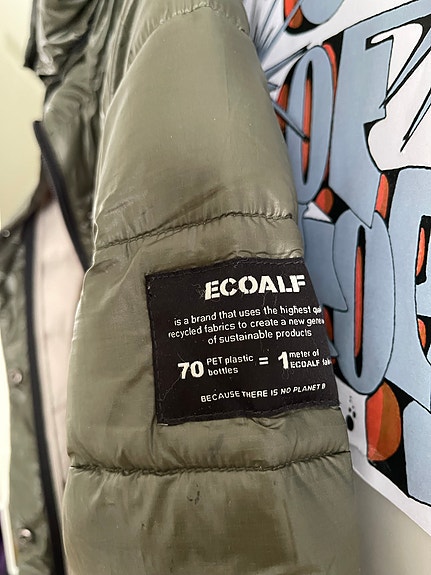 ECOALF
is a brand that uses the highest
recycled fabrics to create a new
of sustainable products
70 PET plastic bottles = 1 meter of ECOALF
BECAUSE THERE IS NO PLANET B
OF